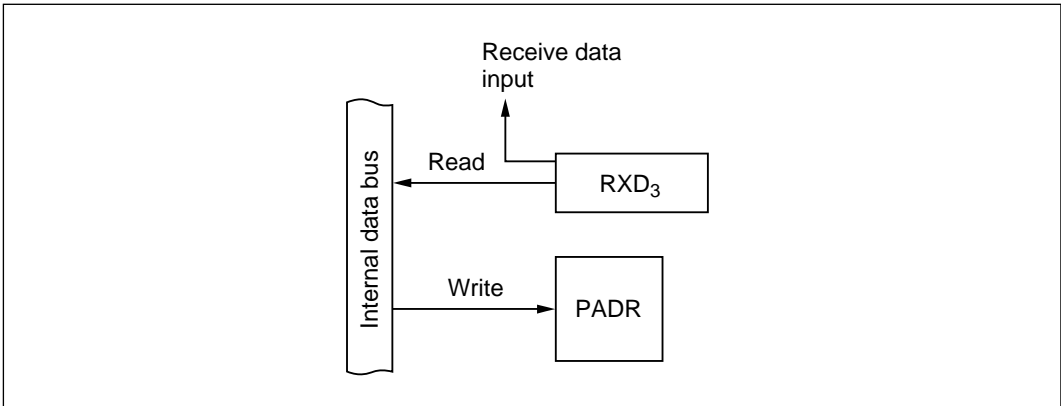 Receive data
input
Read
RXD₃
Internal data bus
Write
PADR